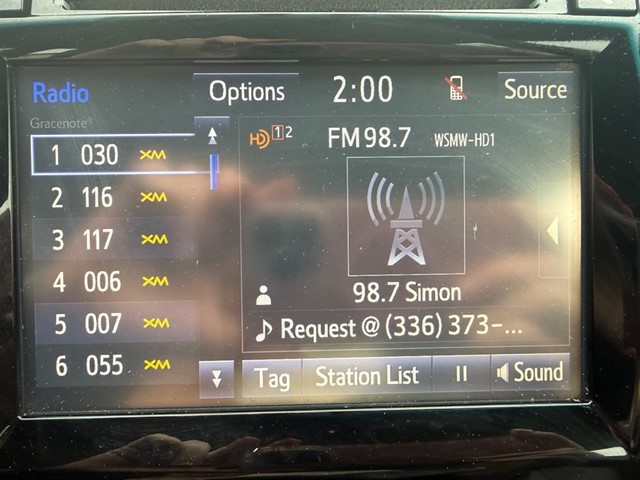 Radio Options 2:00 Source
Gracenote
HD 1 2 FM 98.7 WSMW-HD1
1 030 XM
2 116 XM
3 117 XM
4 006 XM
5 007 XM
6 055 XM
98.7 Simon
Request @ (336) 373-...
Tag Station List Sound